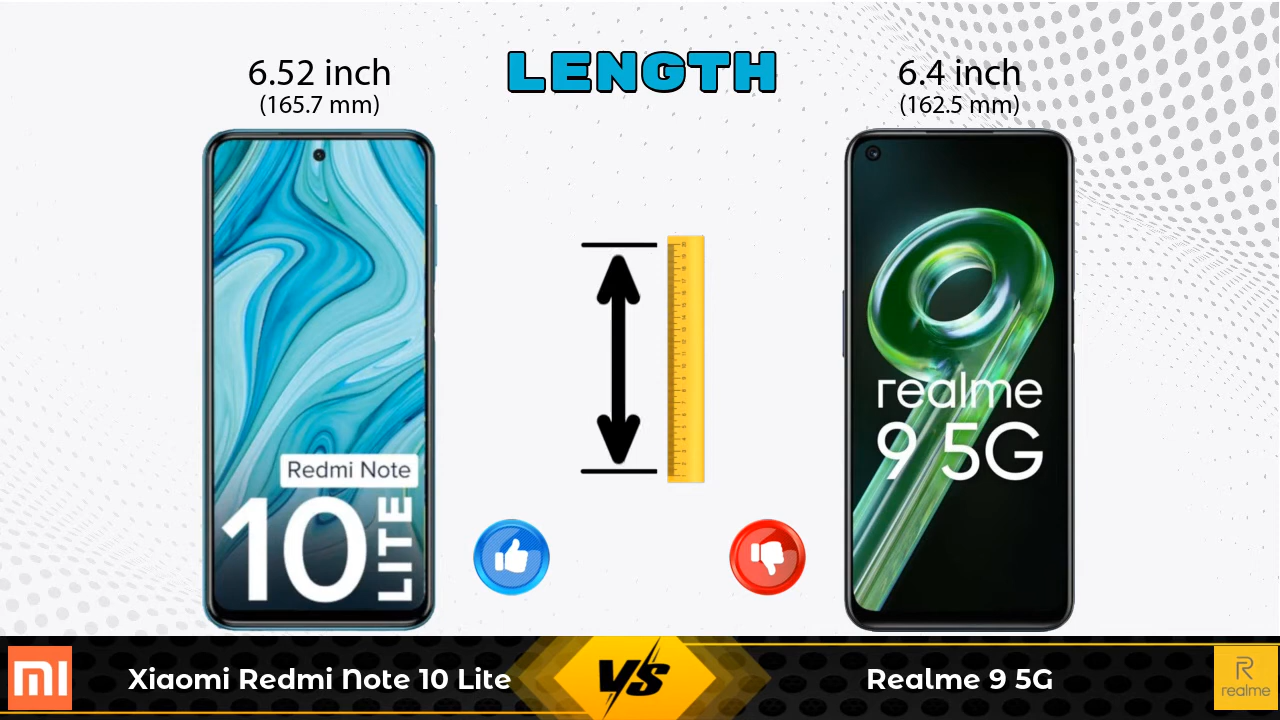 LENGTH
6.52 inch
(165.7 mm)
6.4 inch
(162.5 mm)
Redmi Note
10 LITE
realme
9 5G
MI
Xiaomi Redmi Note 10 Lite
VS
Realme 9 5G
R
realme